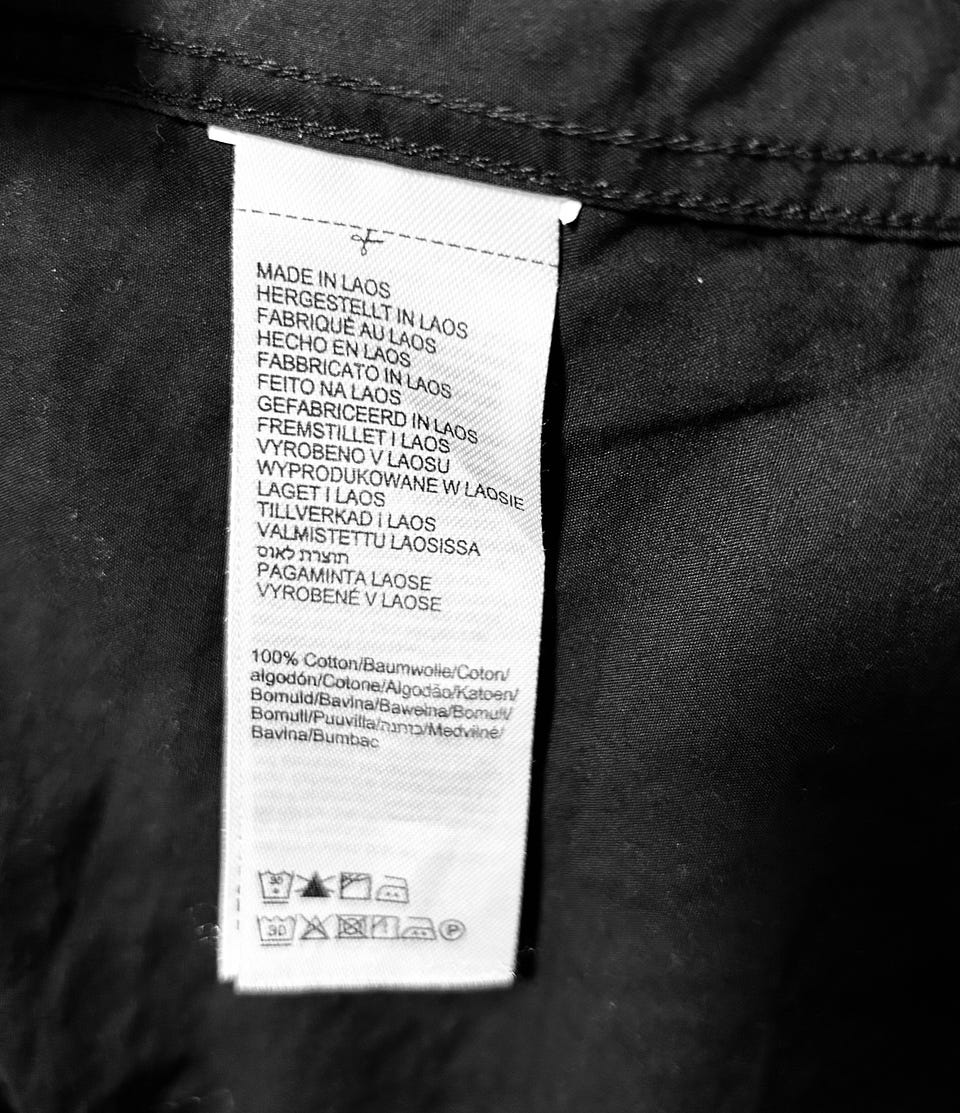 MADE IN LAOS
HERGESTELLT IN LAOS
FABRIQUÉ AU LAOS
HECHO EN LAOS
FABBRICATO IN LAOS
FEITO NA LAOS
GEFABRICEERD IN LAOS
FREMSTILLET I LAOS
VYROBENO V LAOSU
WYPRODUKOWANE W LAOSIE
LAGET I LAOS
TILLVERKAD I LAOS
VALMISTETTU LAOSISSA
תוצרת לאוס
PAGAMINTA LAOSE
VYROBENÉ V LAOSE
100% Cotton/Baumwolle/Coton/
algodón/Cotone/Algodão/Katoen/
Bomuld/Bavlna/Bawełna/Bomull/
Bomull/Puuvilla/כותנה/Medvilnė/
Bavlna/Bumbac
30
30 P